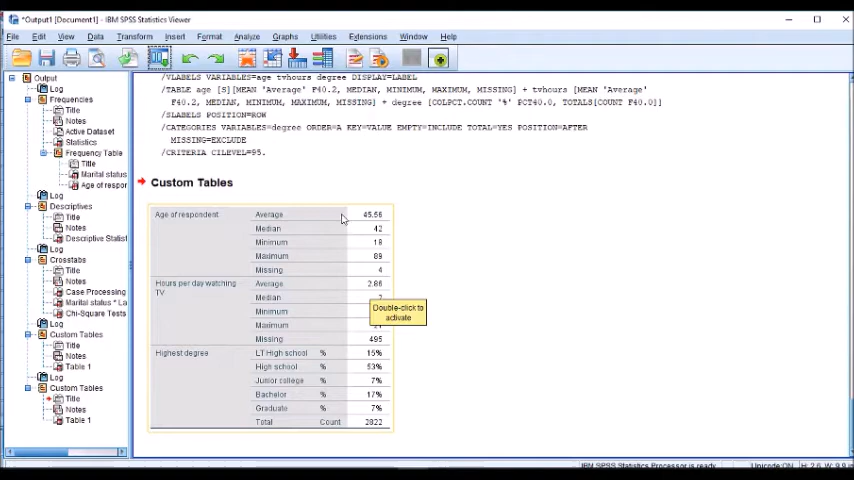 *Output1 [Document1] - IBM SPSS Statistics Viewer
File Edit View Data Transform Insert Format Analyze Graphs Utilities Extensions Window Help
Output
Log
Frequencies
Title
Notes
Active Dataset
Statistics
Frequency Table
Title
Marital status
Age of respor
Log
Descriptives
Title
Notes
Descriptive Statist
Log
Crosstabs
Title
Notes
Case Processing
Marital status * La
Chi-Square Tests
Log
Custom Tables
Title
Notes
Table 1
Log
Custom Tables
Title
Notes
Table 1
/VLABELS VARIABLES=age tvhours degree DISPLAY=LABEL
/TABLE age [S][MEAN 'Average' F40.2, MEDIAN, MINIMUM, MAXIMUM, MISSING] + tvhours [MEAN 'Average'
F40.2, MEDIAN, MINIMUM, MAXIMUM, MISSING] + degree [COLPCT.COUNT '%' PCT40.0, TOTALS[COUNT F40.0]]
/SLABELS POSITION=ROW
/CATEGORIES VARIABLES=degree ORDER=A KEY=VALUE EMPTY=INCLUDE TOTAL=YES POSITION=AFTER
MISSING=EXCLUDE
/CRITERIA CILEVEL=95.
Custom Tables
Age of respondent Average 45.56
Median 42
Minimum 18
Maximum 89
Missing 4
Hours per day watching TV Average 2.86
Median
Minimum
Maximum
Missing 495
Highest degree LT High school % 15%
High school % 53%
Junior college % 7%
Bachelor % 17%
Graduate % 7%
Total Count 2822
Double-click to
activate
IBM SPSS Statistics Processor is ready
Unicode:ON